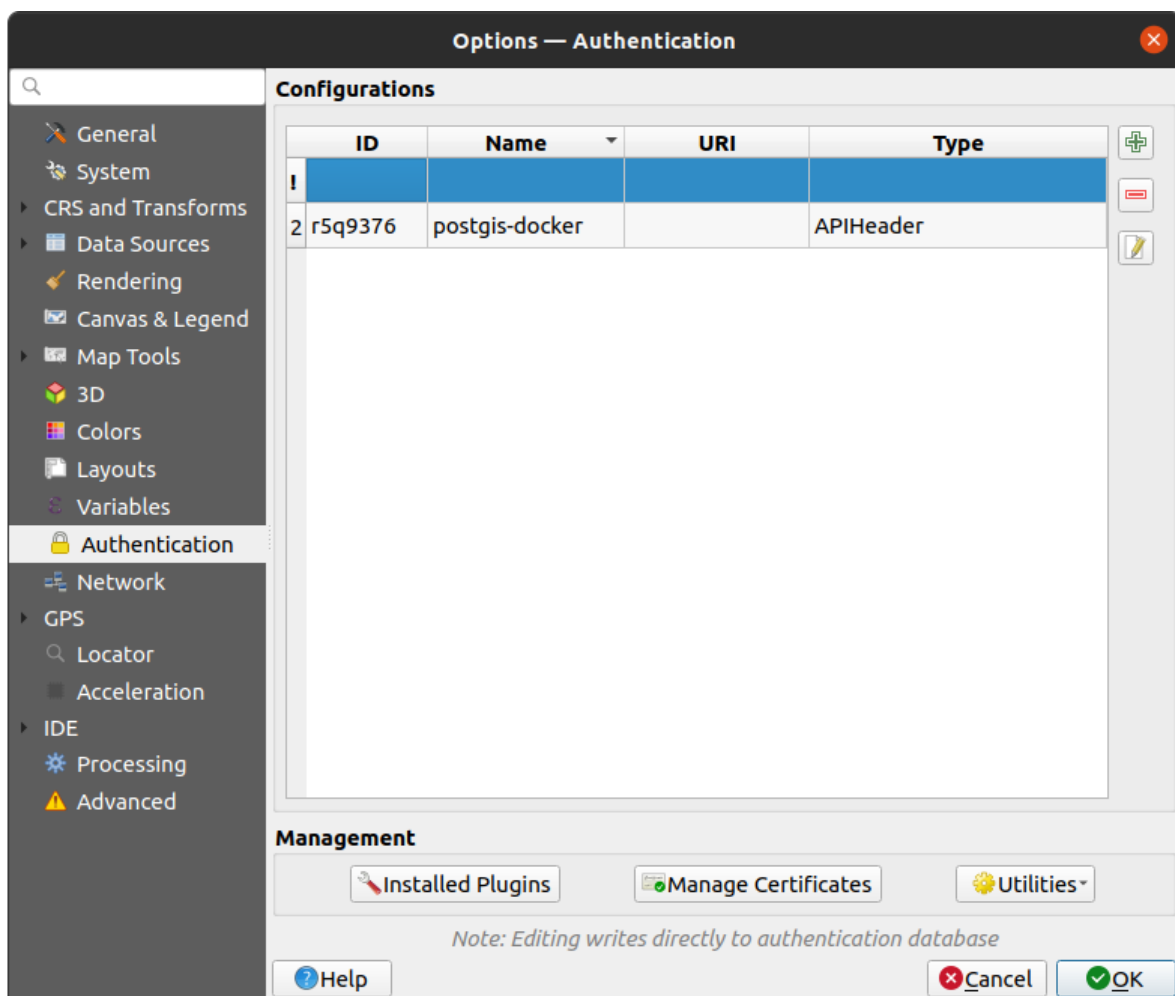 Options — Authentication
General
System
CRS and Transforms
Data Sources
Rendering
Canvas & Legend
Map Tools
3D
Colors
Layouts
Variables
Authentication
Network
GPS
Locator
Acceleration
IDE
Processing
Advanced
Configurations
ID Name URI Type
!
2 r5q9376 postgis-docker APIHeader
Management
Installed Plugins Manage Certificates Utilities
Note: Editing writes directly to authentication database
Help Cancel OK